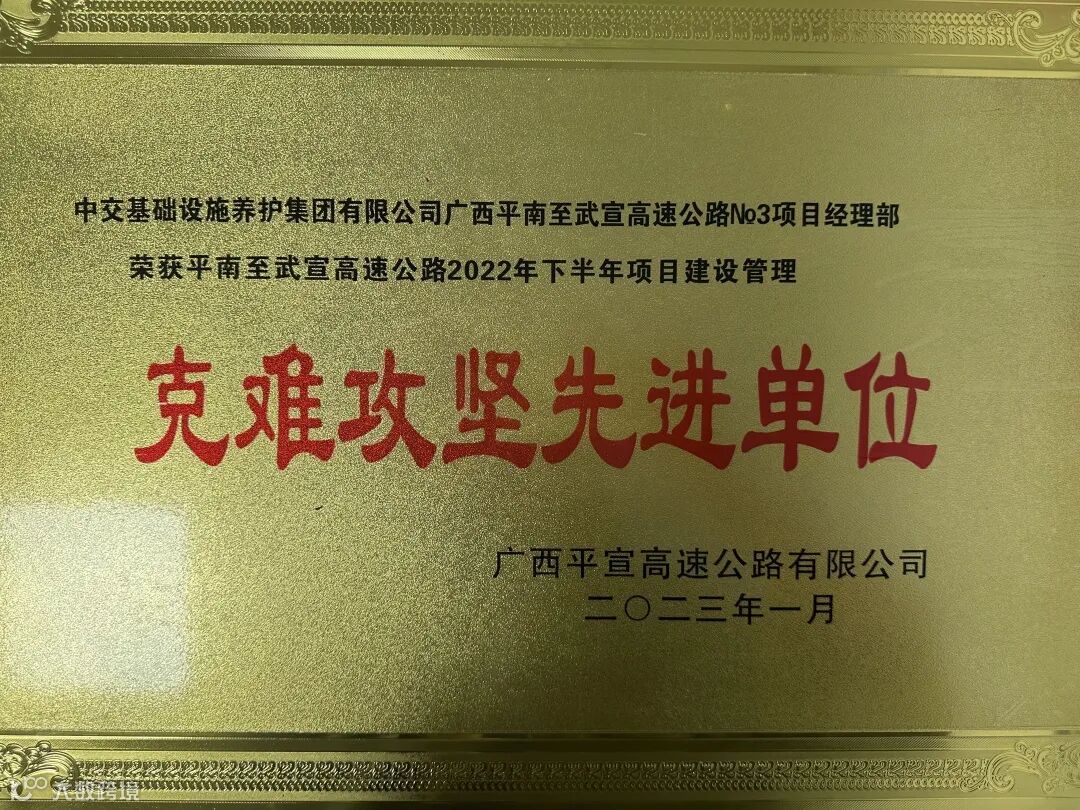 中交基础设施养护集团有限公司广西平南至武宣高速公路№3项目经理部
荣获平南至武宣高速公路2022年下半年项目建设管理
克难攻坚先进单位
广西平宣高速公路有限公司
二〇二三年一月
大数跨境